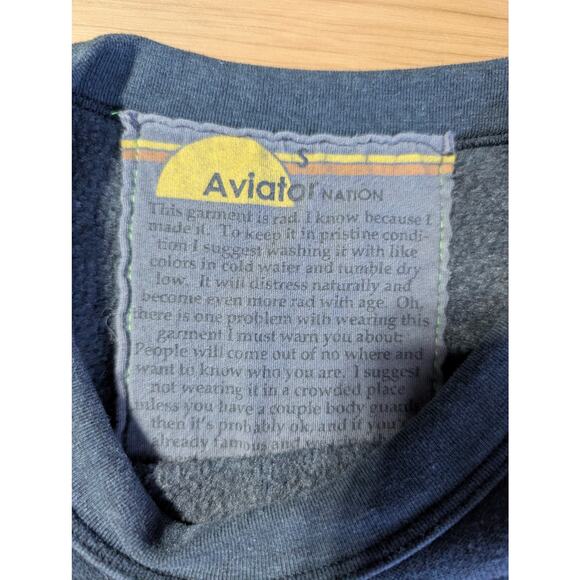 S
Aviator NATION
This garment is rad. I know because I
made it. To keep it in pristine condi-
tion I suggest washing it with like
colors in cold water and tumble dry
low. It will distress naturally and
become even more rad with age. Oh,
there is one problem with wearing this
garment I must warn you about:
People will come out of no where and
want to know who you are. I suggest
not wearing it in a crowded place
unless you have a couple body guards
then it's probably ok, and if you're
already famous and